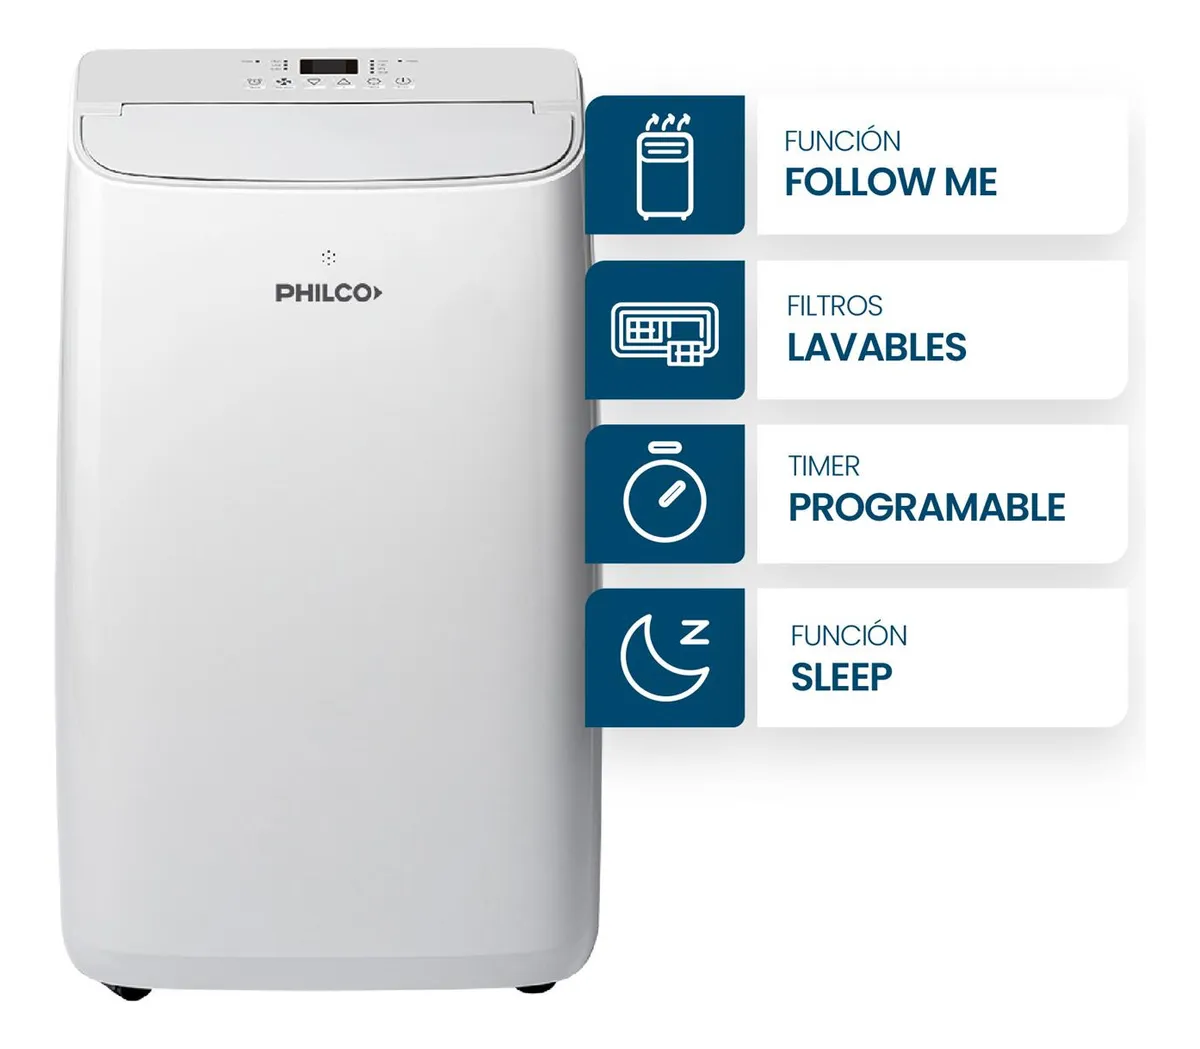 PHILCO
FUNCIÓN
FOLLOW ME
FILTROS
LAVABLES
TIMER
PROGRAMABLE
FUNCIÓN
Z
SLEEP